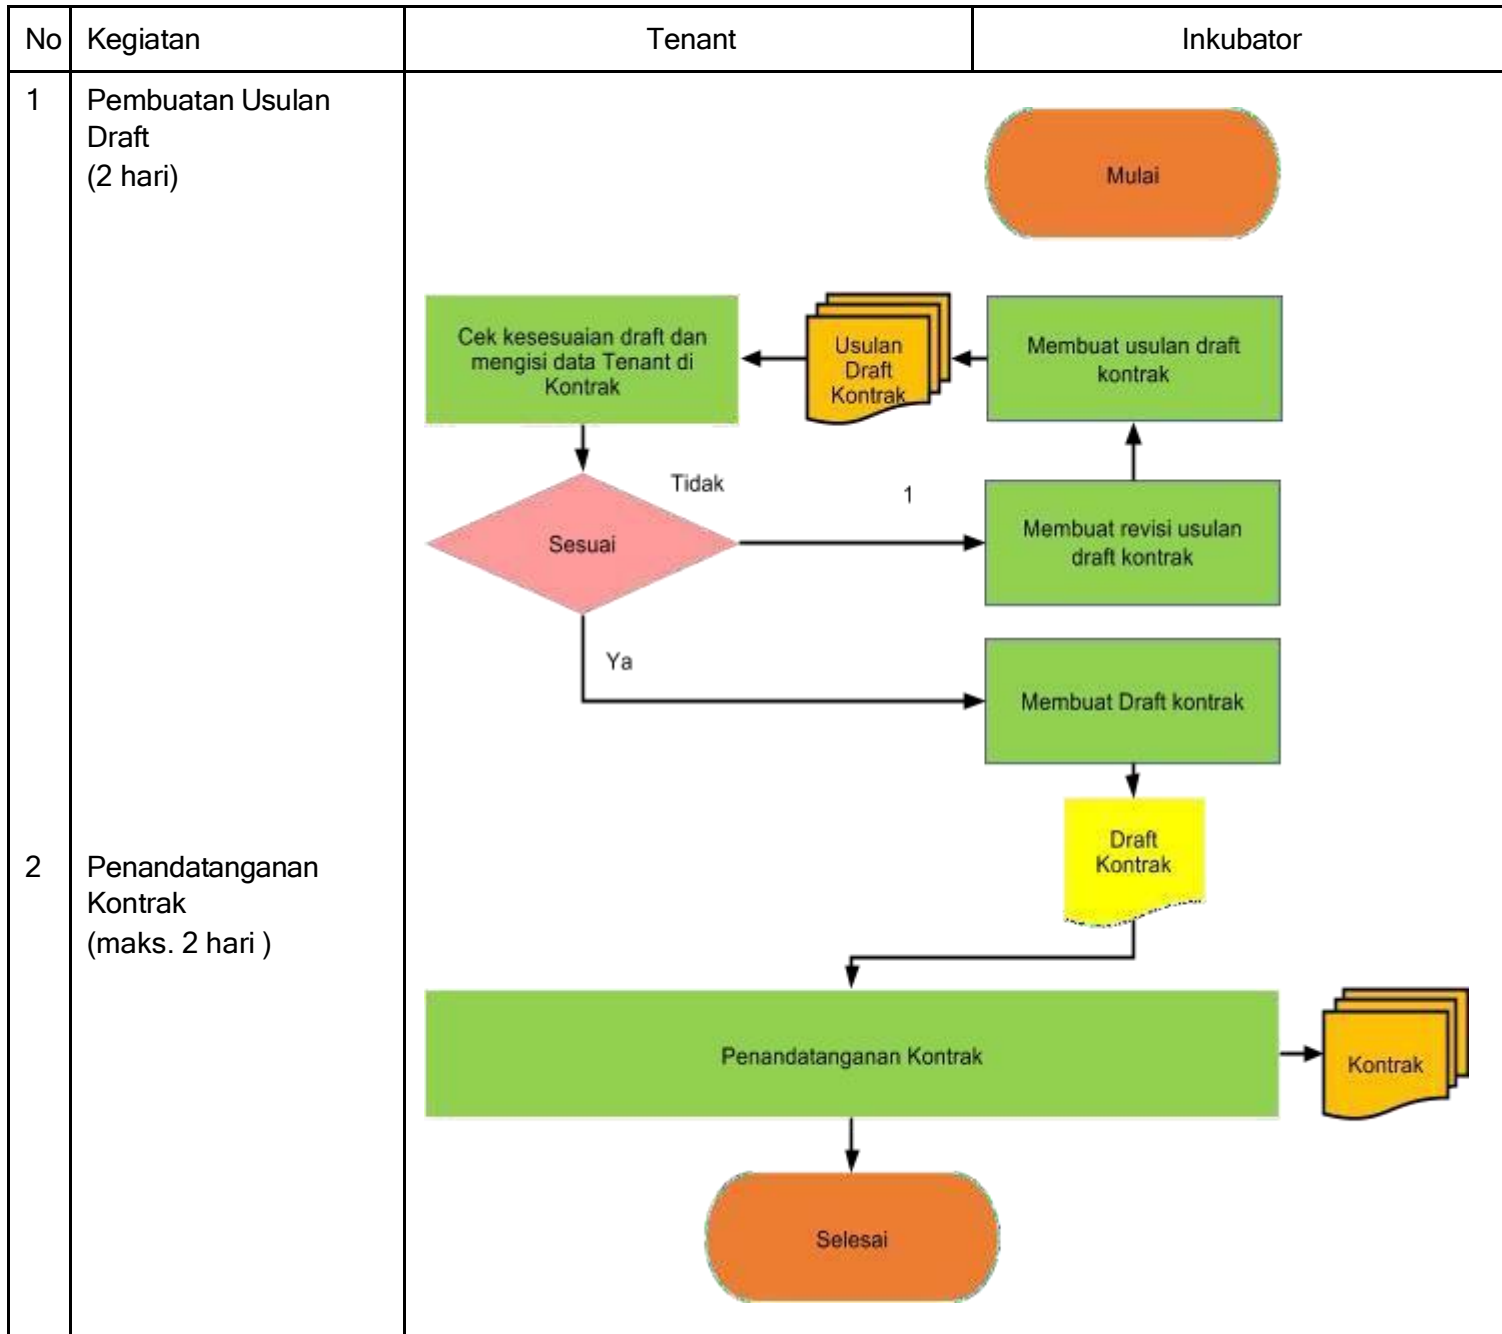 No Kegiatan Tenant Inkubator
1 Pembuatan Usulan
Draft
(2 hari)
Mulai
Cek kesesuaian draft dan
mengisi data Tenant di
Kontrak
Usulan
Draft
Kontrak
Membuat usulan draft
kontrak
Tidak
1
Sesuai
Membuat revisi usulan
draft kontrak
Ya
Membuat Draft kontrak
Draft
Kontrak
2 Penandatanganan
Kontrak
(maks. 2 hari )
Penandatanganan Kontrak
Kontrak
Selesai